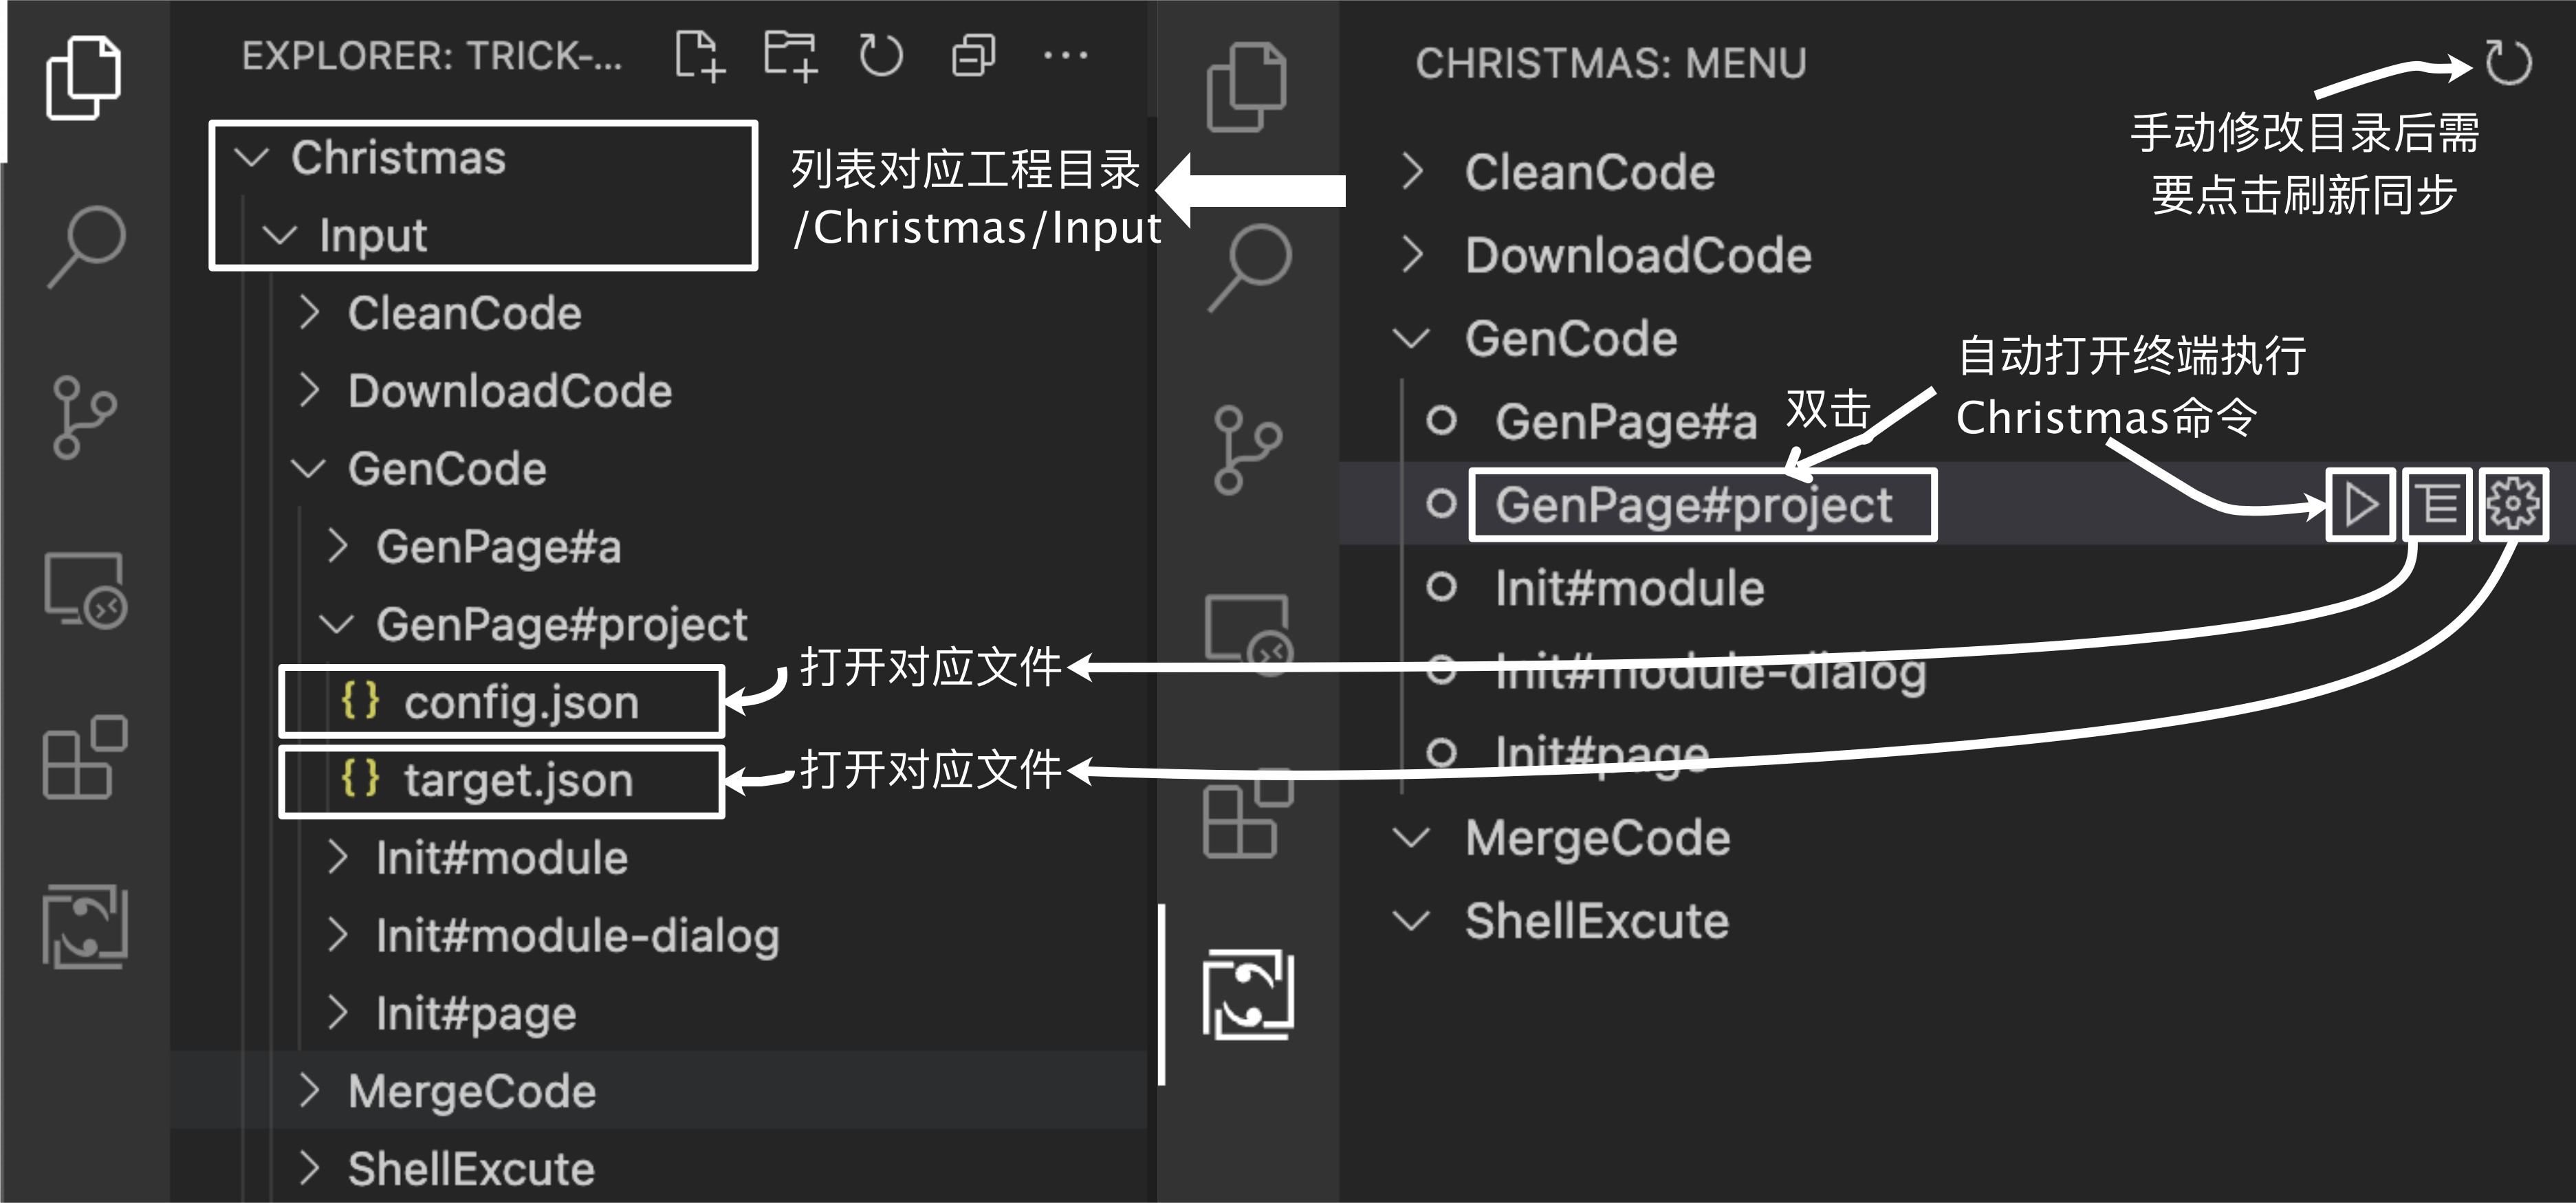 EXPLORER: TRICK-...
Christmas
Input
CleanCode
DownloadCode
GenCode
GenPage#a
GenPage#project
{} config.json
{} target.json
Init#module
Init#module-dialog
Init#page
MergeCode
ShellExcute
列表对应工程目录
/Christmas/Input
打开对应文件
打开对应文件
CHRISTMAS: MENU
手动修改目录后需
要点击刷新同步
CleanCode
DownloadCode
GenCode
GenPage#a
双击
自动打开终端执行
Christmas命令
GenPage#project
Init#module
Init#module-dialog
Init#page
MergeCode
ShellExcute